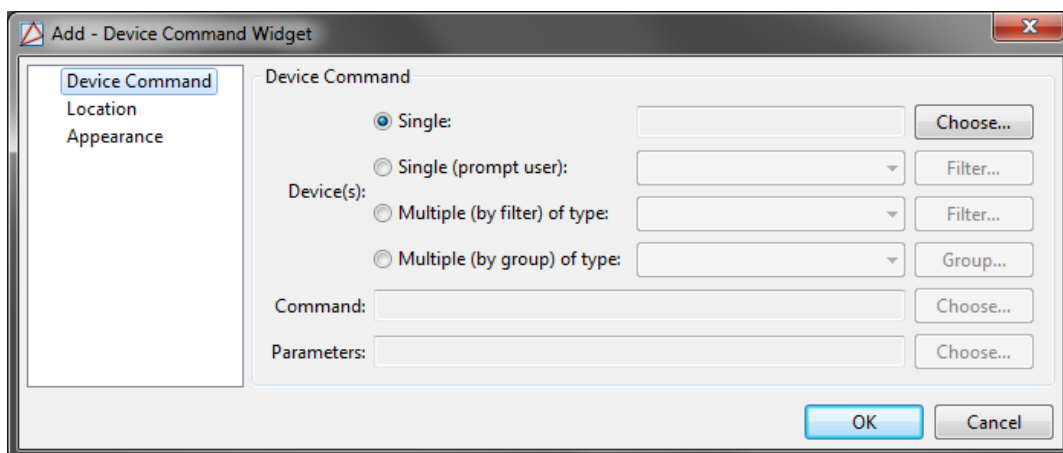 Add - Device Command Widget
Device Command
Location
Appearance
Device Command
Device(s):
Single:
Choose...
Single (prompt user):
Filter...
Multiple (by filter) of type:
Filter...
Multiple (by group) of type:
Group...
Command:
Choose...
Parameters:
Choose...
OK
Cancel